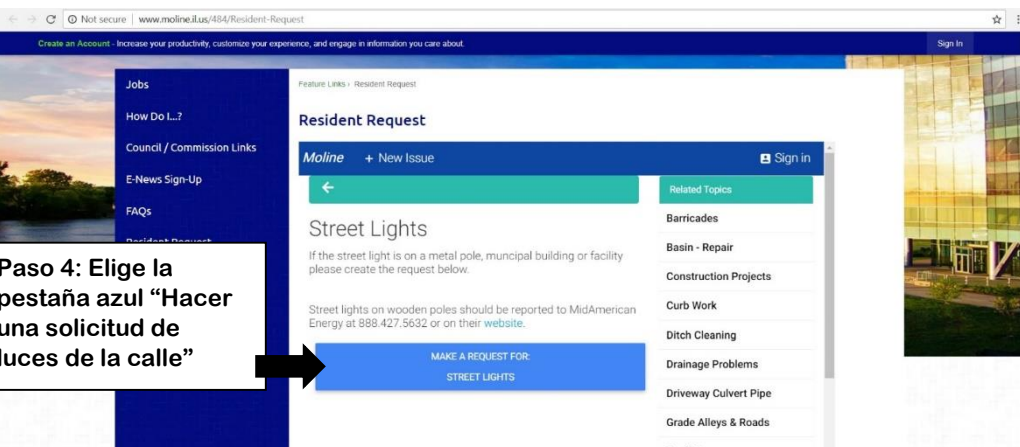 Not secure | www.moline.il.us/484/Resident-Request
Create an Account - Increase your productivity, customize your experience, and engage in information you care about.
Sign In
Jobs
How Do I...?
Council / Commission Links
E-News Sign-Up
FAQs
Resident Request
Paso 4: Elige la
pestaña azul “Hacer
una solicitud de
luces de la calle”
Feature Links › Resident Request
Resident Request
Moline + New Issue
Sign in
Street Lights
If the street light is on a metal pole, muncipal building or facility
please create the request below.
Street lights on wooden poles should be reported to MidAmerican
Energy at 888.427.5632 or on their website.
MAKE A REQUEST FOR:
STREET LIGHTS
Related Topics
Barricades
Basin - Repair
Construction Projects
Curb Work
Ditch Cleaning
Drainage Problems
Driveway Culvert Pipe
Grade Alleys & Roads